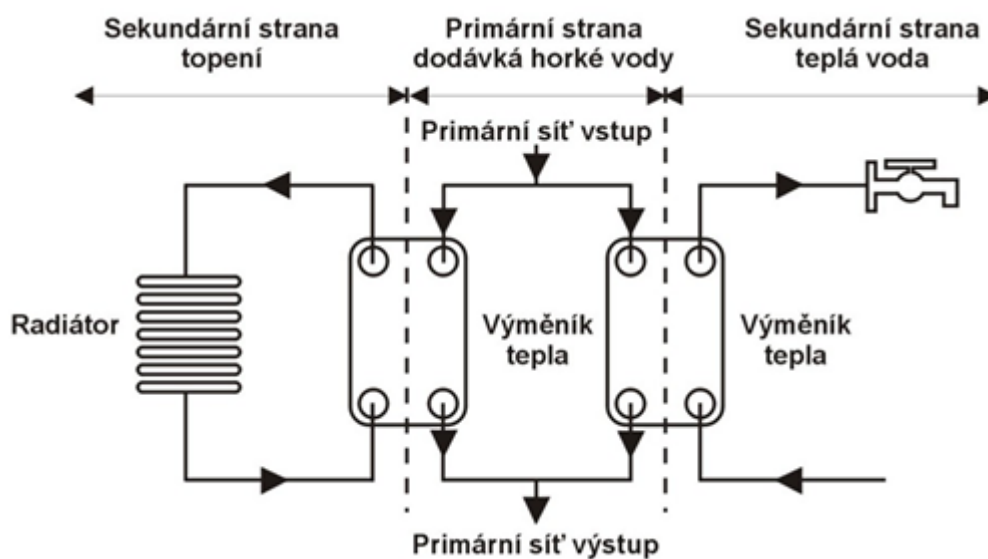 Sekundární strana
topení
Primární strana
dodávká horké vody
Sekundární strana
teplá voda
Primární síť vstup
Radiátor
Výměník
tepla
Výměník
tepla
Primární síť výstup